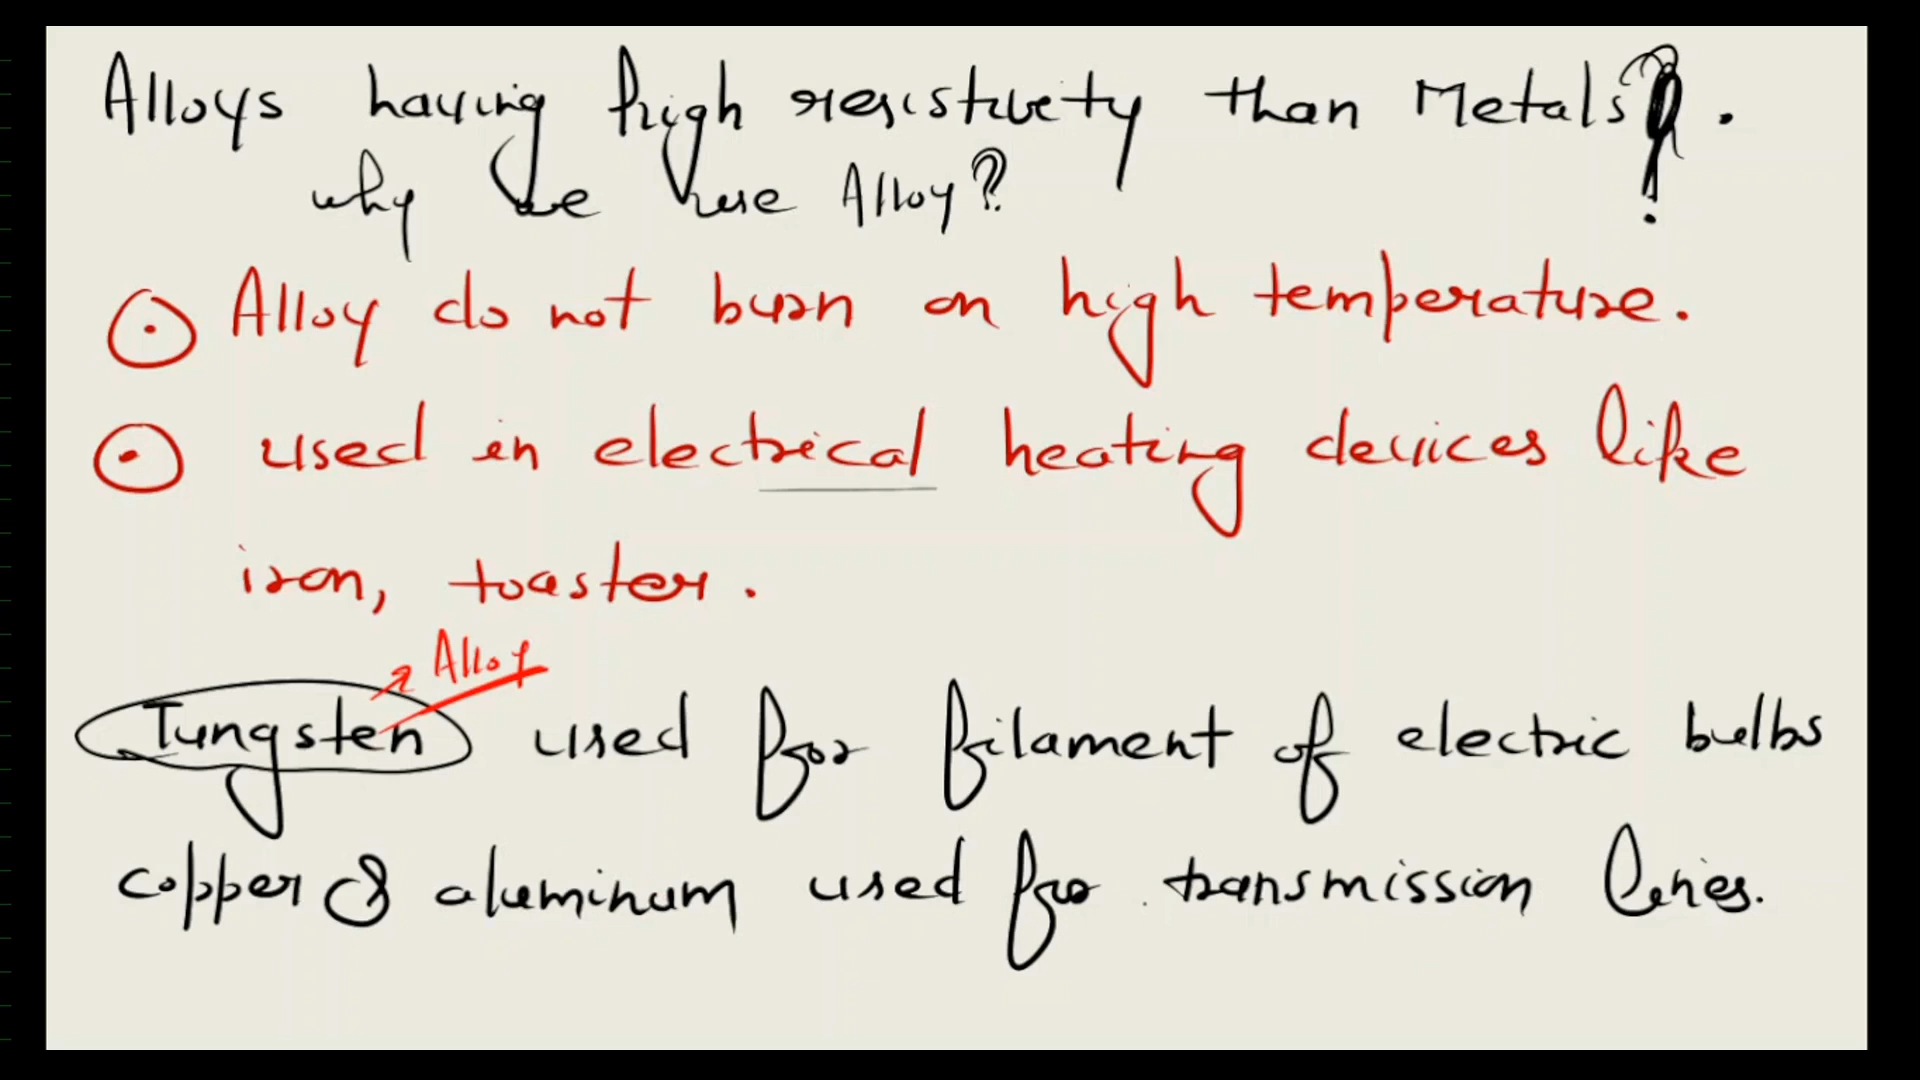 Alloys having high resistivity than Metals.
why we use Alloy?
Alloy do not burn on high temperature.
used in electrical heating devices like
iron, toaster.
Alloy
Tungsten used for filament of electric bulbs
copper & aluminum used for transmission lines.